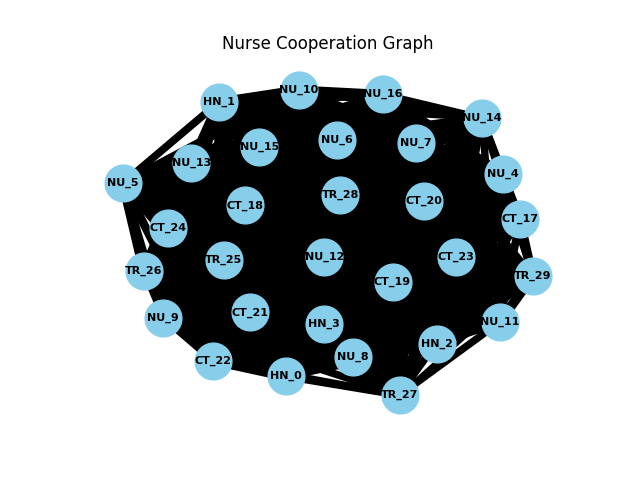 Nurse Cooperation Graph
NU_10
NU_16
HN_1
NU_14
NU_6
NU_7
NU_15
NU_13
NU_4
NU_5
TR_28
CT_20
CT_18
CT_17
CT_24
NU_12
CT_23
TR_25
TR_26
TR_29
CT_19
CT_21
NU_9
NU_11
HN_3
HN_2
NU_8
CT_22
HN_0
TR_27